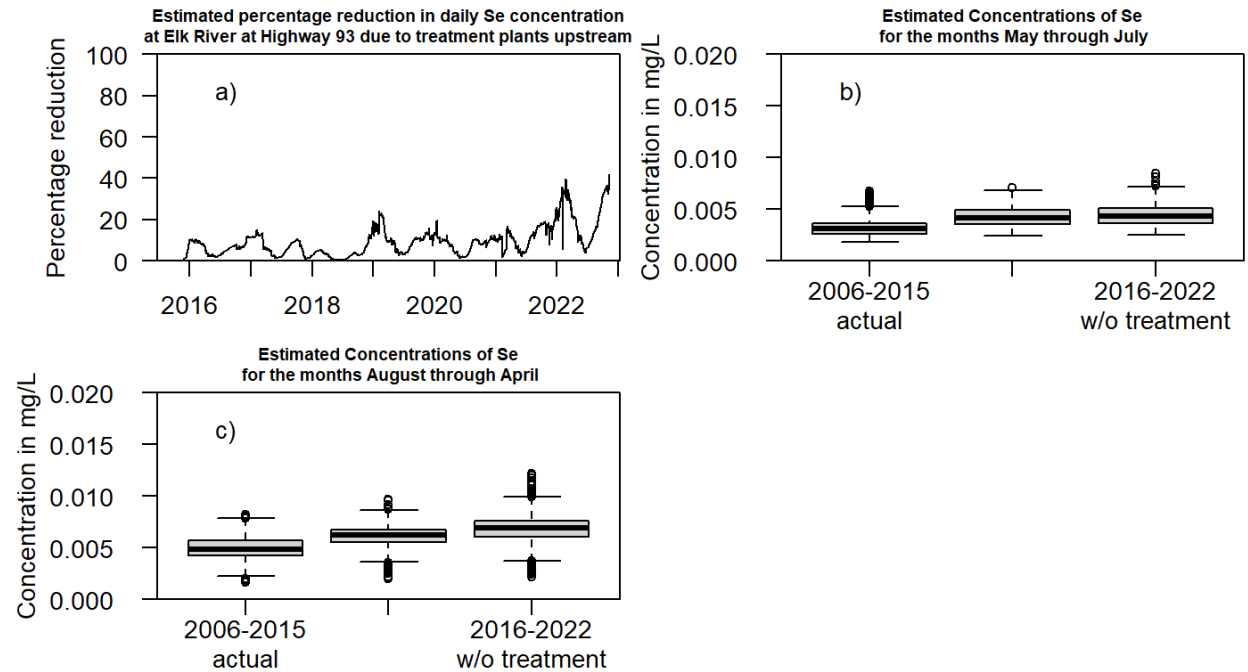 Estimated percentage reduction in daily Se concentration
at Elk River at Highway 93 due to treatment plants upstream
Percentage reduction
100
80
60
40
20
0
a)
2016
2018
2020
2022
Estimated Concentrations of Se
for the months May through July
Concentration in mg/L
0.020
0.015
0.010
0.005
0.000
b)
2006-2015
actual
2016-2022
w/o treatment
Estimated Concentrations of Se
for the months August through April
Concentration in mg/L
0.020
0.015
0.010
0.005
0.000
c)
2006-2015
actual
2016-2022
w/o treatment